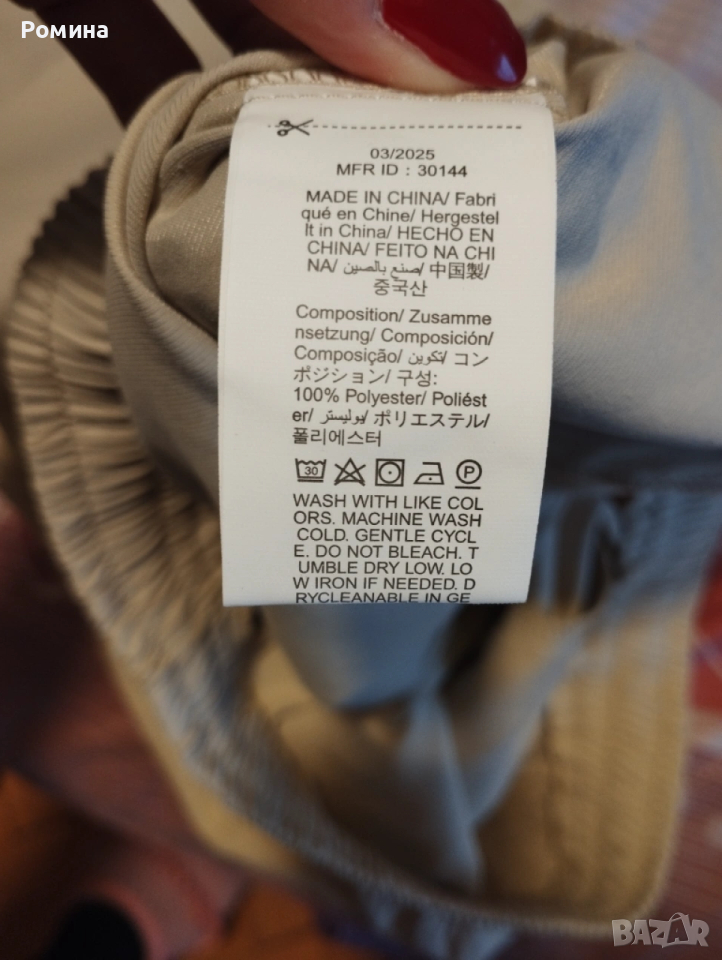 Ромина
03/2025
MFR ID : 30144
MADE IN CHINA/ Fabri
qué en Chine/ Hergestel
lt in China/ HECHO EN
CHINA/ FEITO NA CHI
NA/ صنع بالصين/ 中国製/
중국산
Composition/ Zusamme
nsetzung/ Composición/
Composição/ تكوين/ コン
ポジション/ 구성:
100% Polyester/ Poliést
er/ بوليستر/ ポリエステル/
폴리에스터
30
P
WASH WITH LIKE COL
ORS. MACHINE WASH
COLD. GENTLE CYCL
E. DO NOT BLEACH. T
UMBLE DRY LOW. LO
W IRON IF NEEDED. D
RYCLEANABLE IN GE
BAZAR